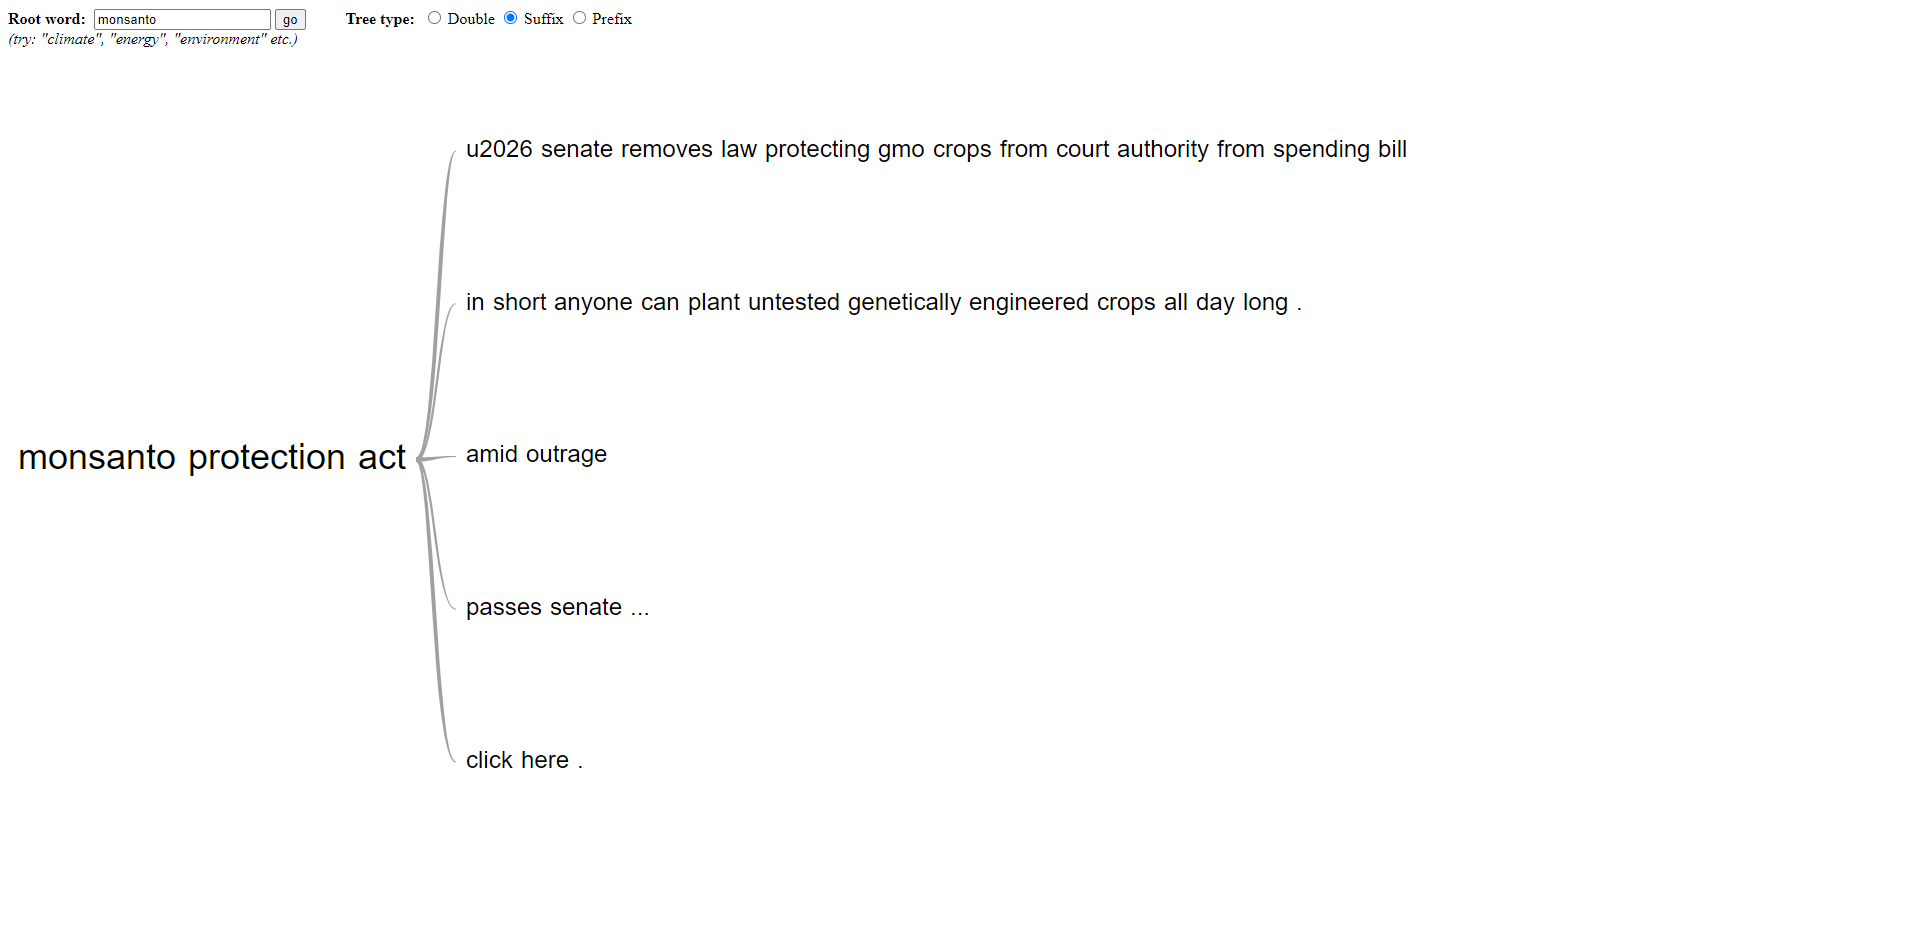 Root word: monsanto go Tree type: Double Suffix Prefix
(try: "climate", "energy", "environment" etc.)
u2026 senate removes law protecting gmo crops from court authority from spending bill
in short anyone can plant untested genetically engineered crops all day long .
monsanto protection act
amid outrage
passes senate ...
click here .